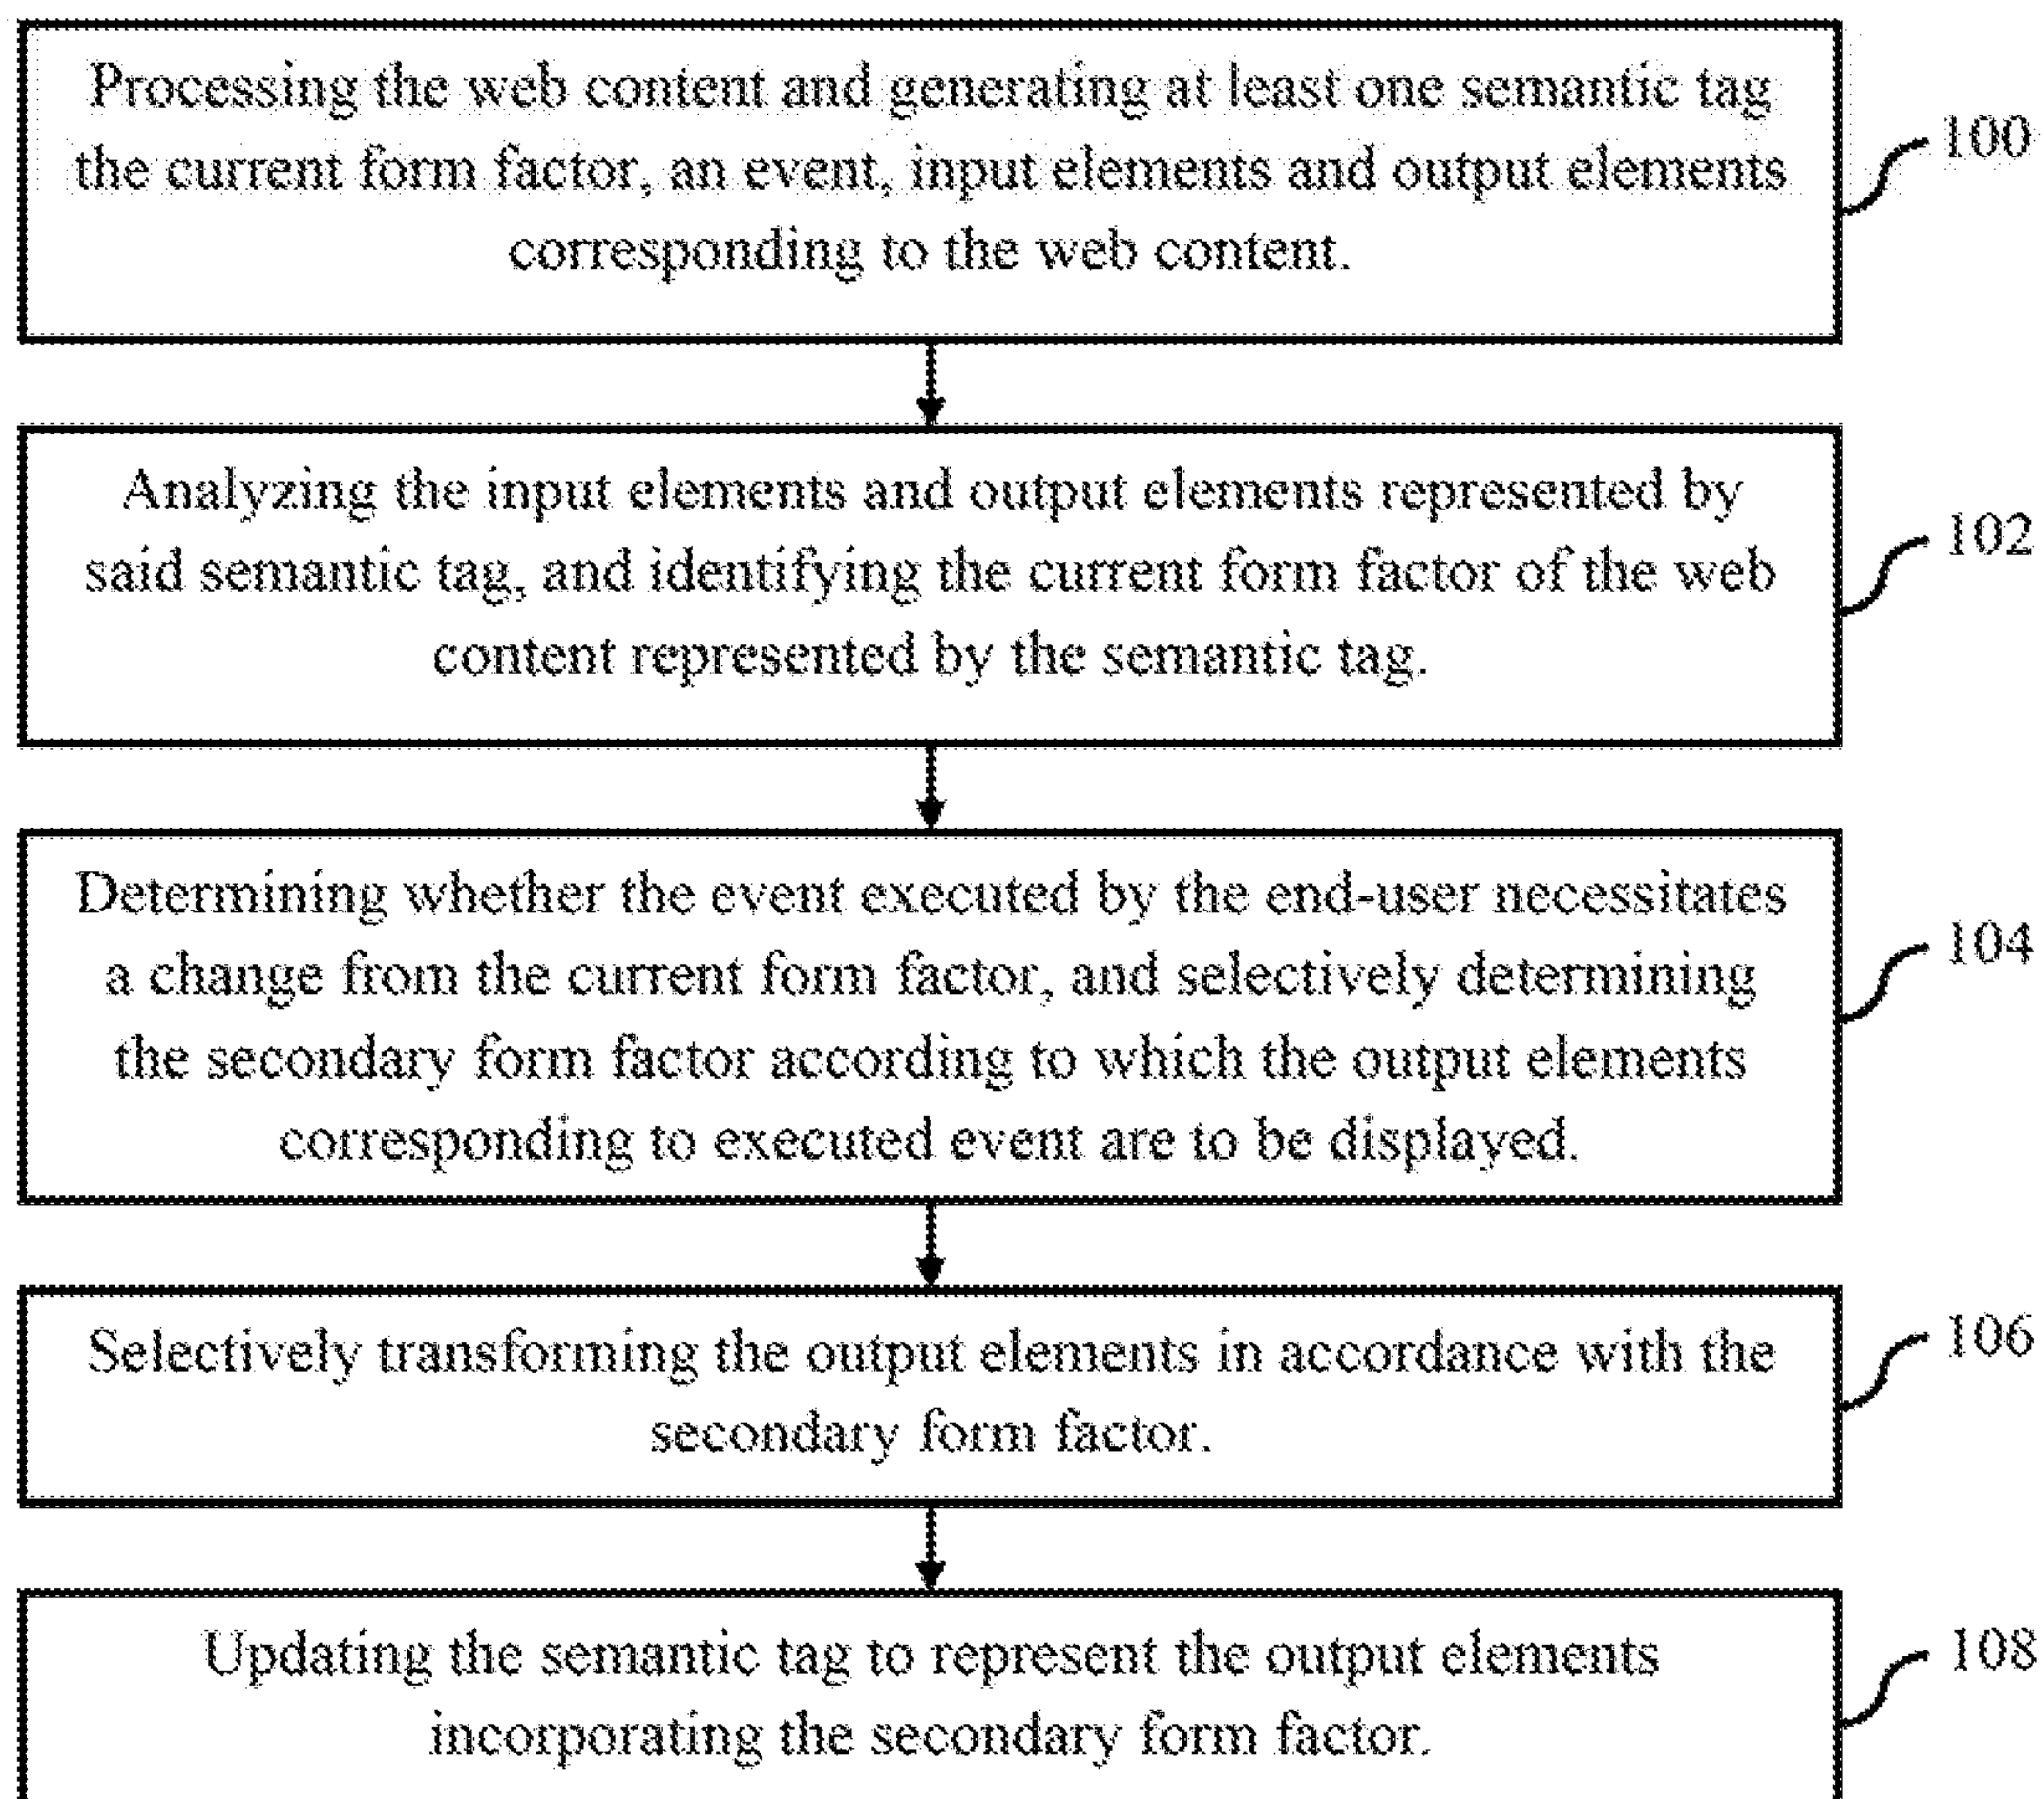 Processing the web content and generating at least one semantic tag
the current form factor, an event, input elements and output elements
corresponding to the web content.
100
Analyzing the input elements and output elements represented by
said semantic tag, and identifying the current form factor of the web
content represented by the semantic tag.
102
Determining whether the event executed by the end-user necessitates
a change from the current form factor, and selectively determining
the secondary form factor according to which the output elements
corresponding to executed event are to be displayed.
104
Selectively transforming the output elements in accordance with the
secondary form factor.
106
Updating the semantic tag to represent the output elements
incorporating the secondary form factor.
108